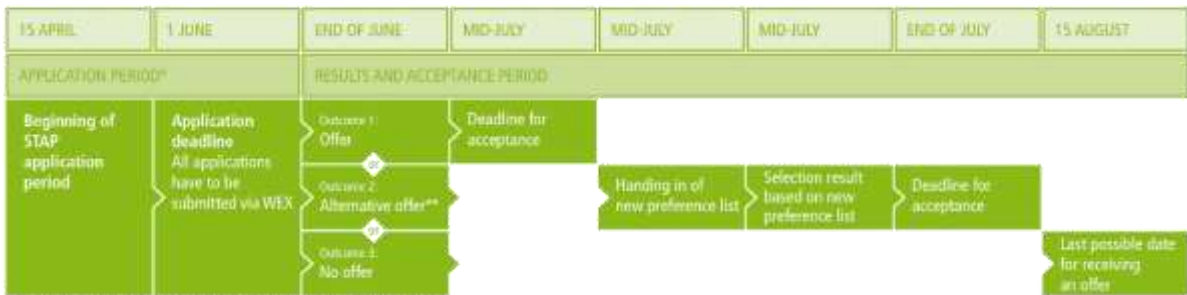 15 APRIL
1 JUNE
END OF JUNE
MID-JULY
MID-JULY
MID-JULY
END OF JULY
15 AUGUST
APPLICATION PERIOD*
RESULTS AND ACCEPTANCE PERIOD
Beginning of
STAP
application
period
Application
deadline
All applications
have to be
submitted via WEX
Outcome 1:
Offer
or
Outcome 2:
Alternative offer**
or
Outcome 3:
No offer
Deadline for
acceptance
Handing in of
new preference list
Selection result
based on new
preference list
Deadline for
acceptance
Last possible date
for receiving
an offer